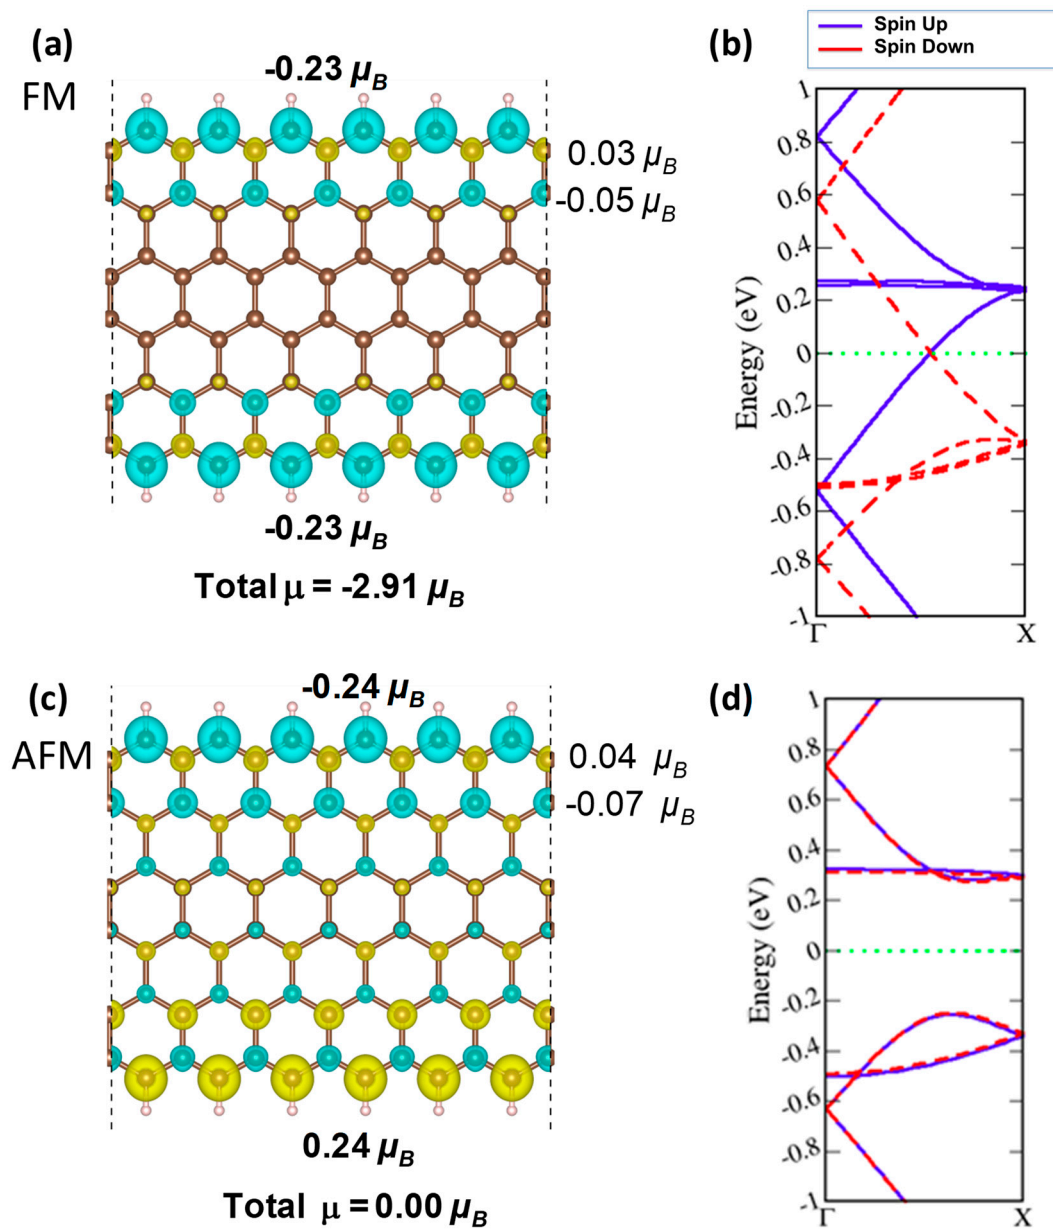 (a)
FM
-0.23 μB
0.03 μB
-0.05 μB
-0.23 μB
Total μ = -2.91 μB
(b)
Spin Up
Spin Down
Energy (eV)
1
0.8
0.6
0.4
0.2
0
-0.2
-0.4
-0.6
-0.8
-1
Γ
X
(c)
AFM
-0.24 μB
0.04 μB
-0.07 μB
0.24 μB
Total μ = 0.00 μB
(d)
Energy (eV)
1
0.8
0.6
0.4
0.2
0
-0.2
-0.4
-0.6
-0.8
-1
Γ
X